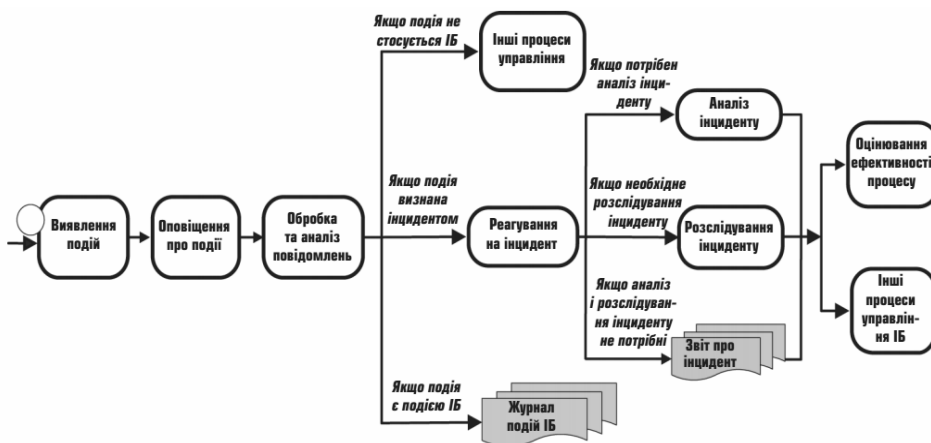 Якщо подія не
стосується ІБ
Інші процеси
управління
Якщо потрібен
аналіз інци-
денту
Аналіз
інциденту
Оцінювання
ефективності
процесу
Виявлення
подій
Оповіщення
про події
Обробка
та аналіз
повідомлень
Якщо подія
визнана
інцидентом
Реагування
на інцидент
Якщо необхідне
розслідування
інциденту
Розслідування
інциденту
Якщо аналіз
і розслідуван-
ня інциденту
не потрібні
Звіт про
інцидент
Інші
процеси
управлін-
ня ІБ
Якщо подія
є подією ІБ
Журнал
подій ІБ